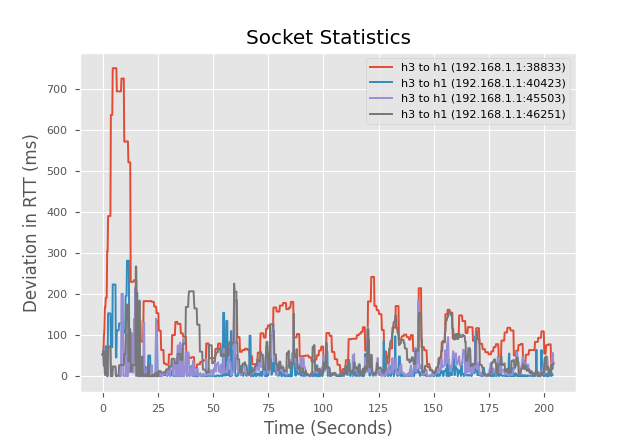 Socket Statistics
h3 to h1 (192.168.1.1:38833)
h3 to h1 (192.168.1.1:40423)
h3 to h1 (192.168.1.1:45503)
h3 to h1 (192.168.1.1:46251)
Deviation in RTT (ms)
700
600
500
400
300
200
100
0
0 25 50 75 100 125 150 175 200
Time (Seconds)